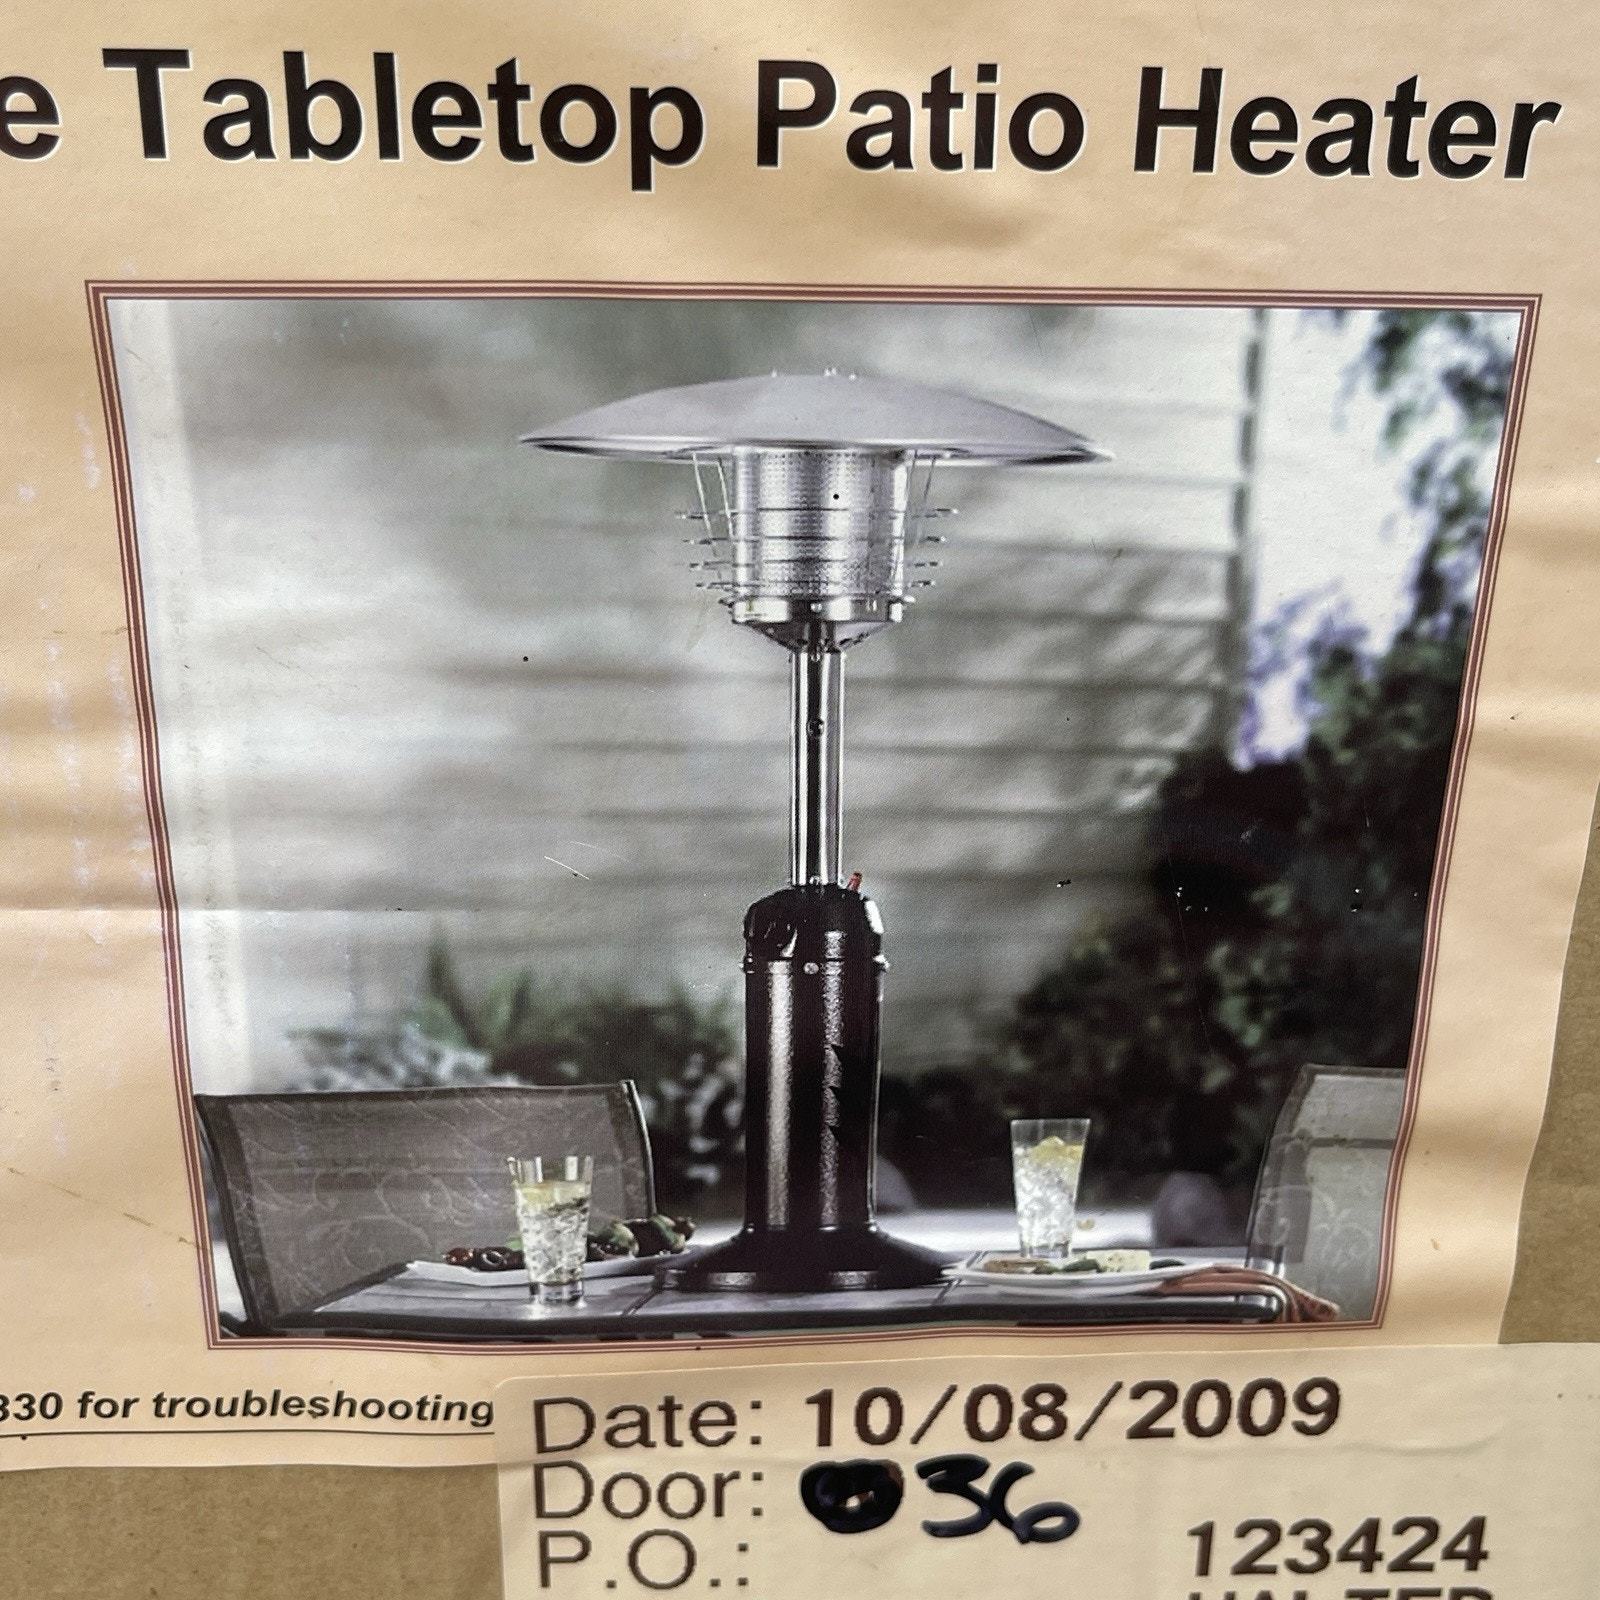 e Tabletop Patio Heater
330 for troubleshooting
Date: 10/08/2009
Door: 36
P.O.:
123424